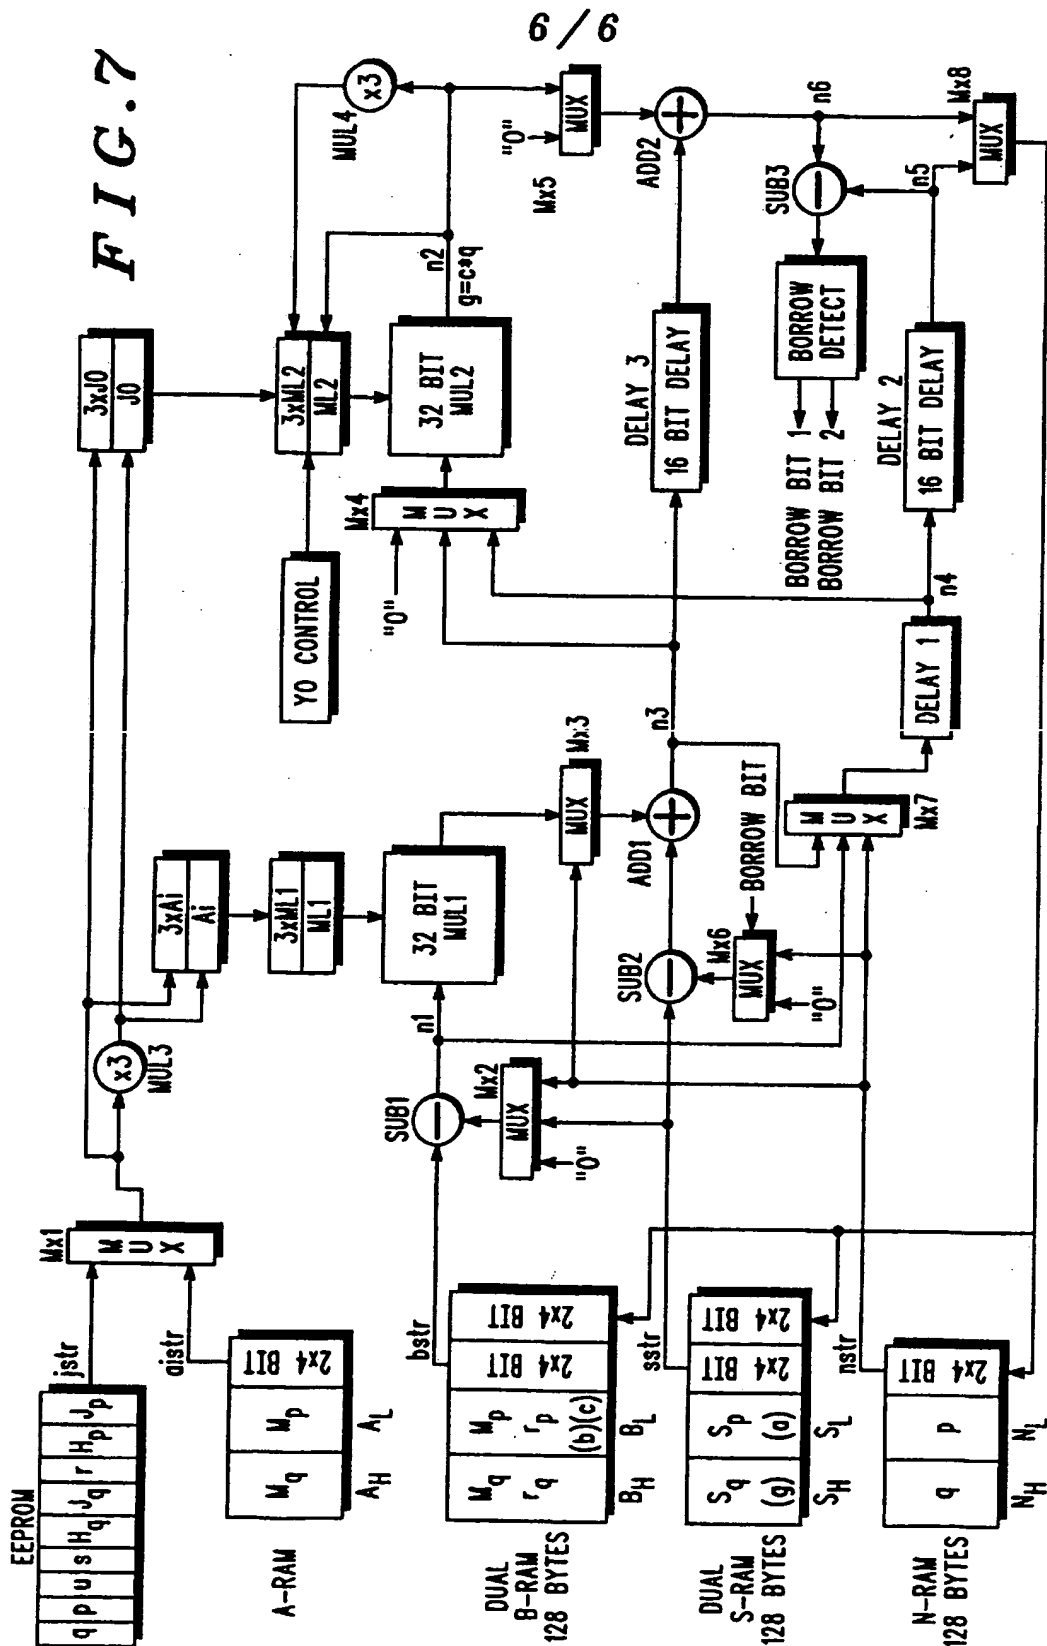 6/6
FIG.7
EEPROM
q p u s H_q J_q r H_p J_p
jstr
Mx1
MUX
aistr
A-RAM
M_q M_p 2x4 BIT
A_H A_L
x3
MUL3
3xAi
Ai
3xML1
ML1
32 BIT
MUL1
3xJ0
J0
YO CONTROL
3xML2
ML2
32 BIT
MUL2
n2
g=c*q
x3
MUL4
Mx4
MUX
"0"
"0"
MUX
Mx5
ADD2
DELAY 3
16 BIT DELAY
n6
SUB3
BORROW
DETECT
BORROW BIT 1
BORROW BIT 2
n5
Mx8
MUX
DELAY 2
16 BIT DELAY
n4
DELAY 1
n3
Mx3
MUX
ADD1
BORROW BIT
MUX
Mx7
SUB2
Mx6
MUX
"0"
n1
SUB1
Mx2
MUX
"0"
DUAL
B-RAM
128 BYTES
M_q M_p 2x4 BIT 2x4 BIT
r_q r_p
(b)(c)
B_H B_L
bstr
DUAL
S-RAM
128 BYTES
S_q S_p 2x4 BIT 2x4 BIT
(g) (a)
S_H S_L
sstr
N-RAM
128 BYTES
q p 2x4 BIT
N_H N_L
nstr